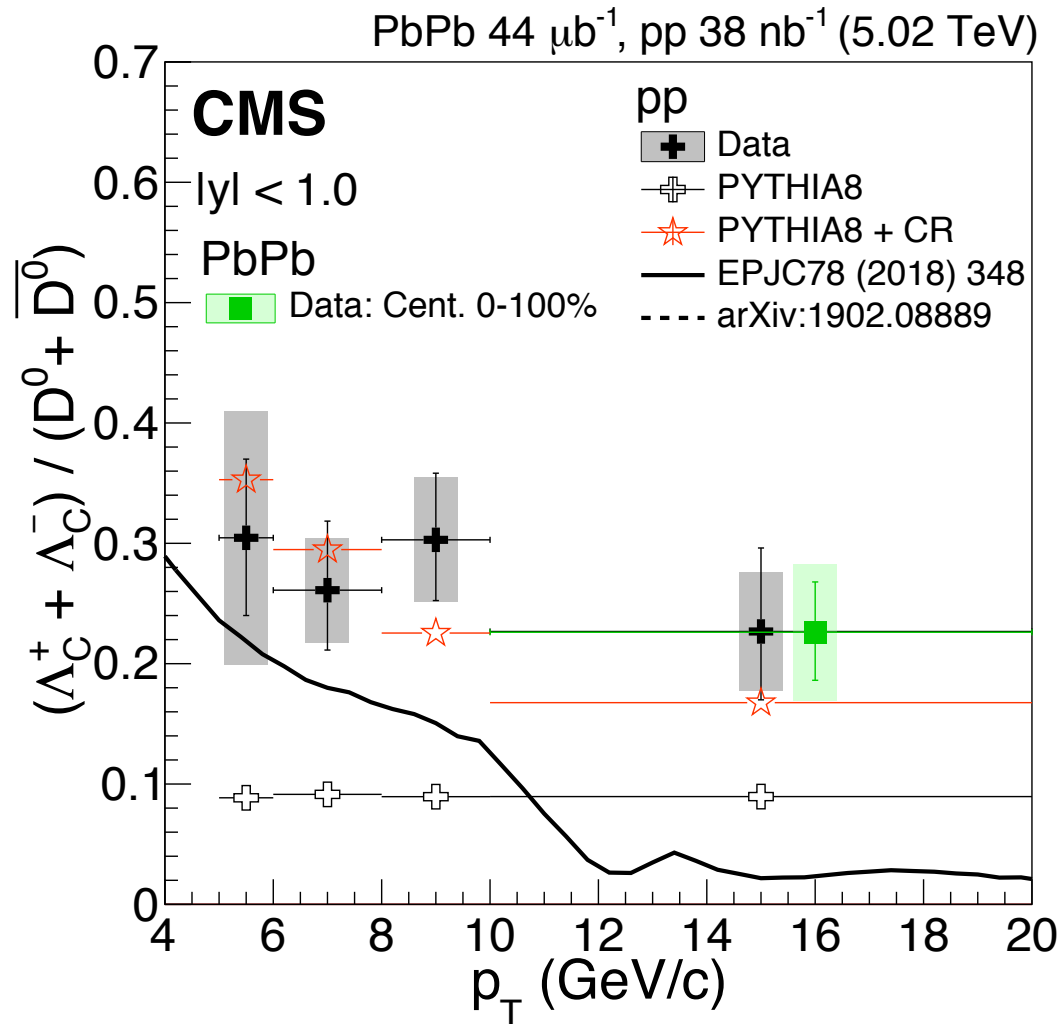 PbPb 44 μb⁻¹, pp 38 nb⁻¹ (5.02 TeV)
CMS
|y| < 1.0
PbPb
Data: Cent. 0-100%
pp
Data
PYTHIA8
PYTHIA8 + CR
EPJC78 (2018) 348
arXiv:1902.08889
(Λ_C⁺ + Λ_C⁻) / (D⁰ + D̅⁰)
0.7
0.6
0.5
0.4
0.3
0.2
0.1
0
4 6 8 10 12 14 16 18 20
p_T (GeV/c)